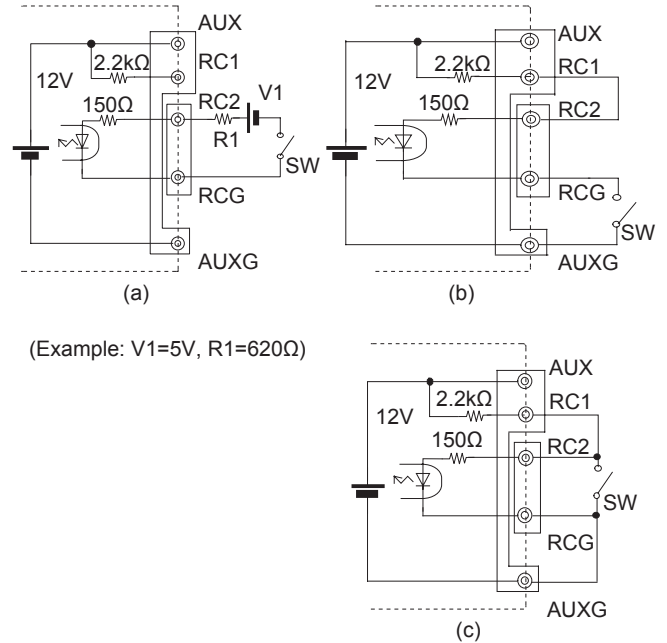 AUX
RC1
2.2kΩ
12V
150Ω
RC2
V1
R1
SW
RCG
AUXG
(a)
AUX
RC1
2.2kΩ
12V
150Ω
RC2
RCG
SW
AUXG
(b)
(Example: V1=5V, R1=620Ω)
AUX
RC1
2.2kΩ
12V
150Ω
RC2
SW
RCG
AUXG
(c)